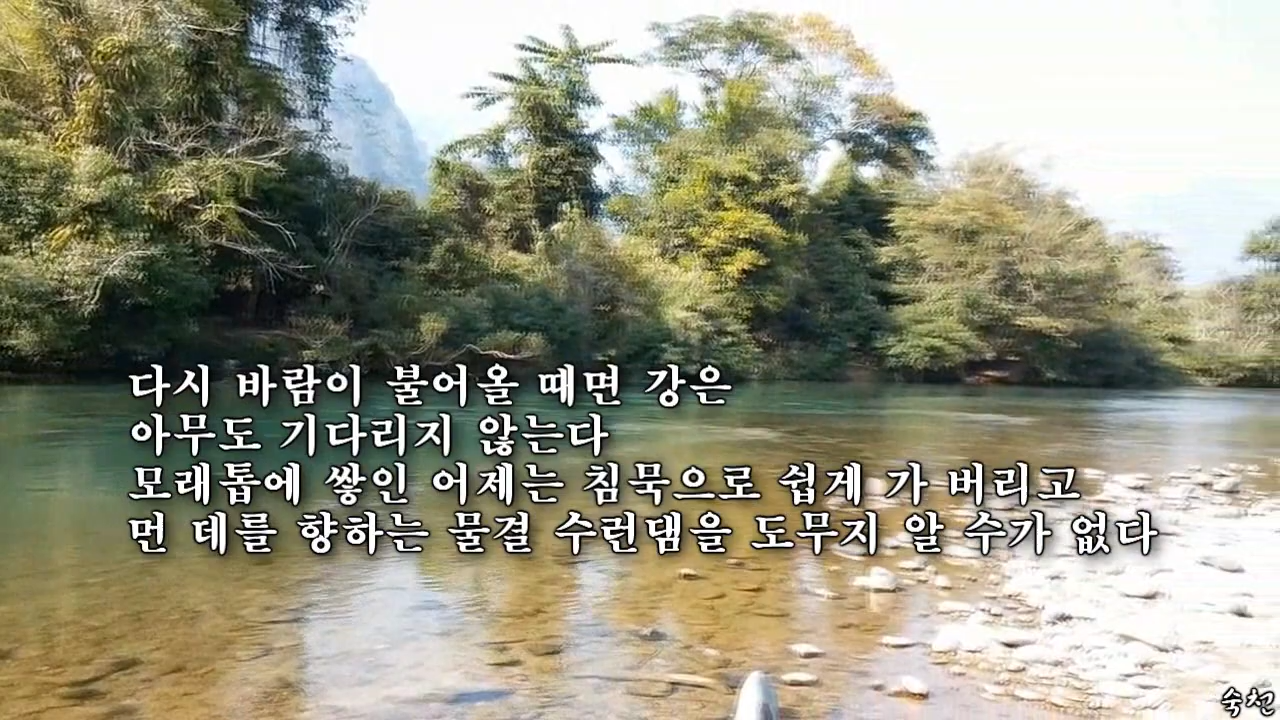 다시 바람이 불어올 때면 강은
아무도 기다리지 않는다
모래톱에 쌓인 어제는 침묵으로 쉽게 가 버리고
먼 데를 향하는 물결 수런댐을 도무지 알 수가 없다
숙천